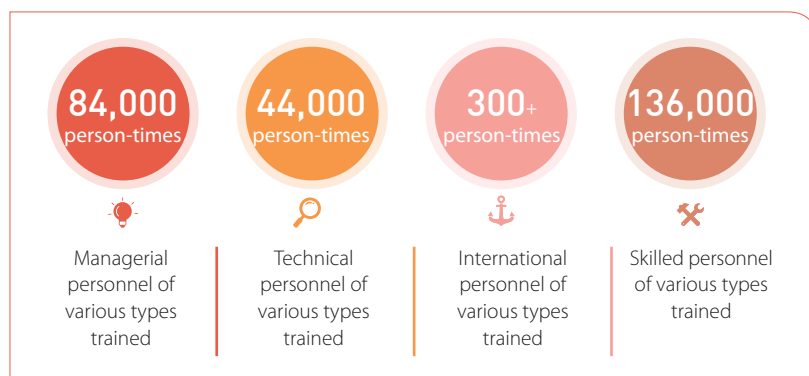 84,000
person-times
44,000
person-times
300+
person-times
136,000
person-times
Managerial
personnel of
various types
trained
Technical
personnel of
various types
trained
International
personnel of
various types
trained
Skilled personnel
of various types
trained